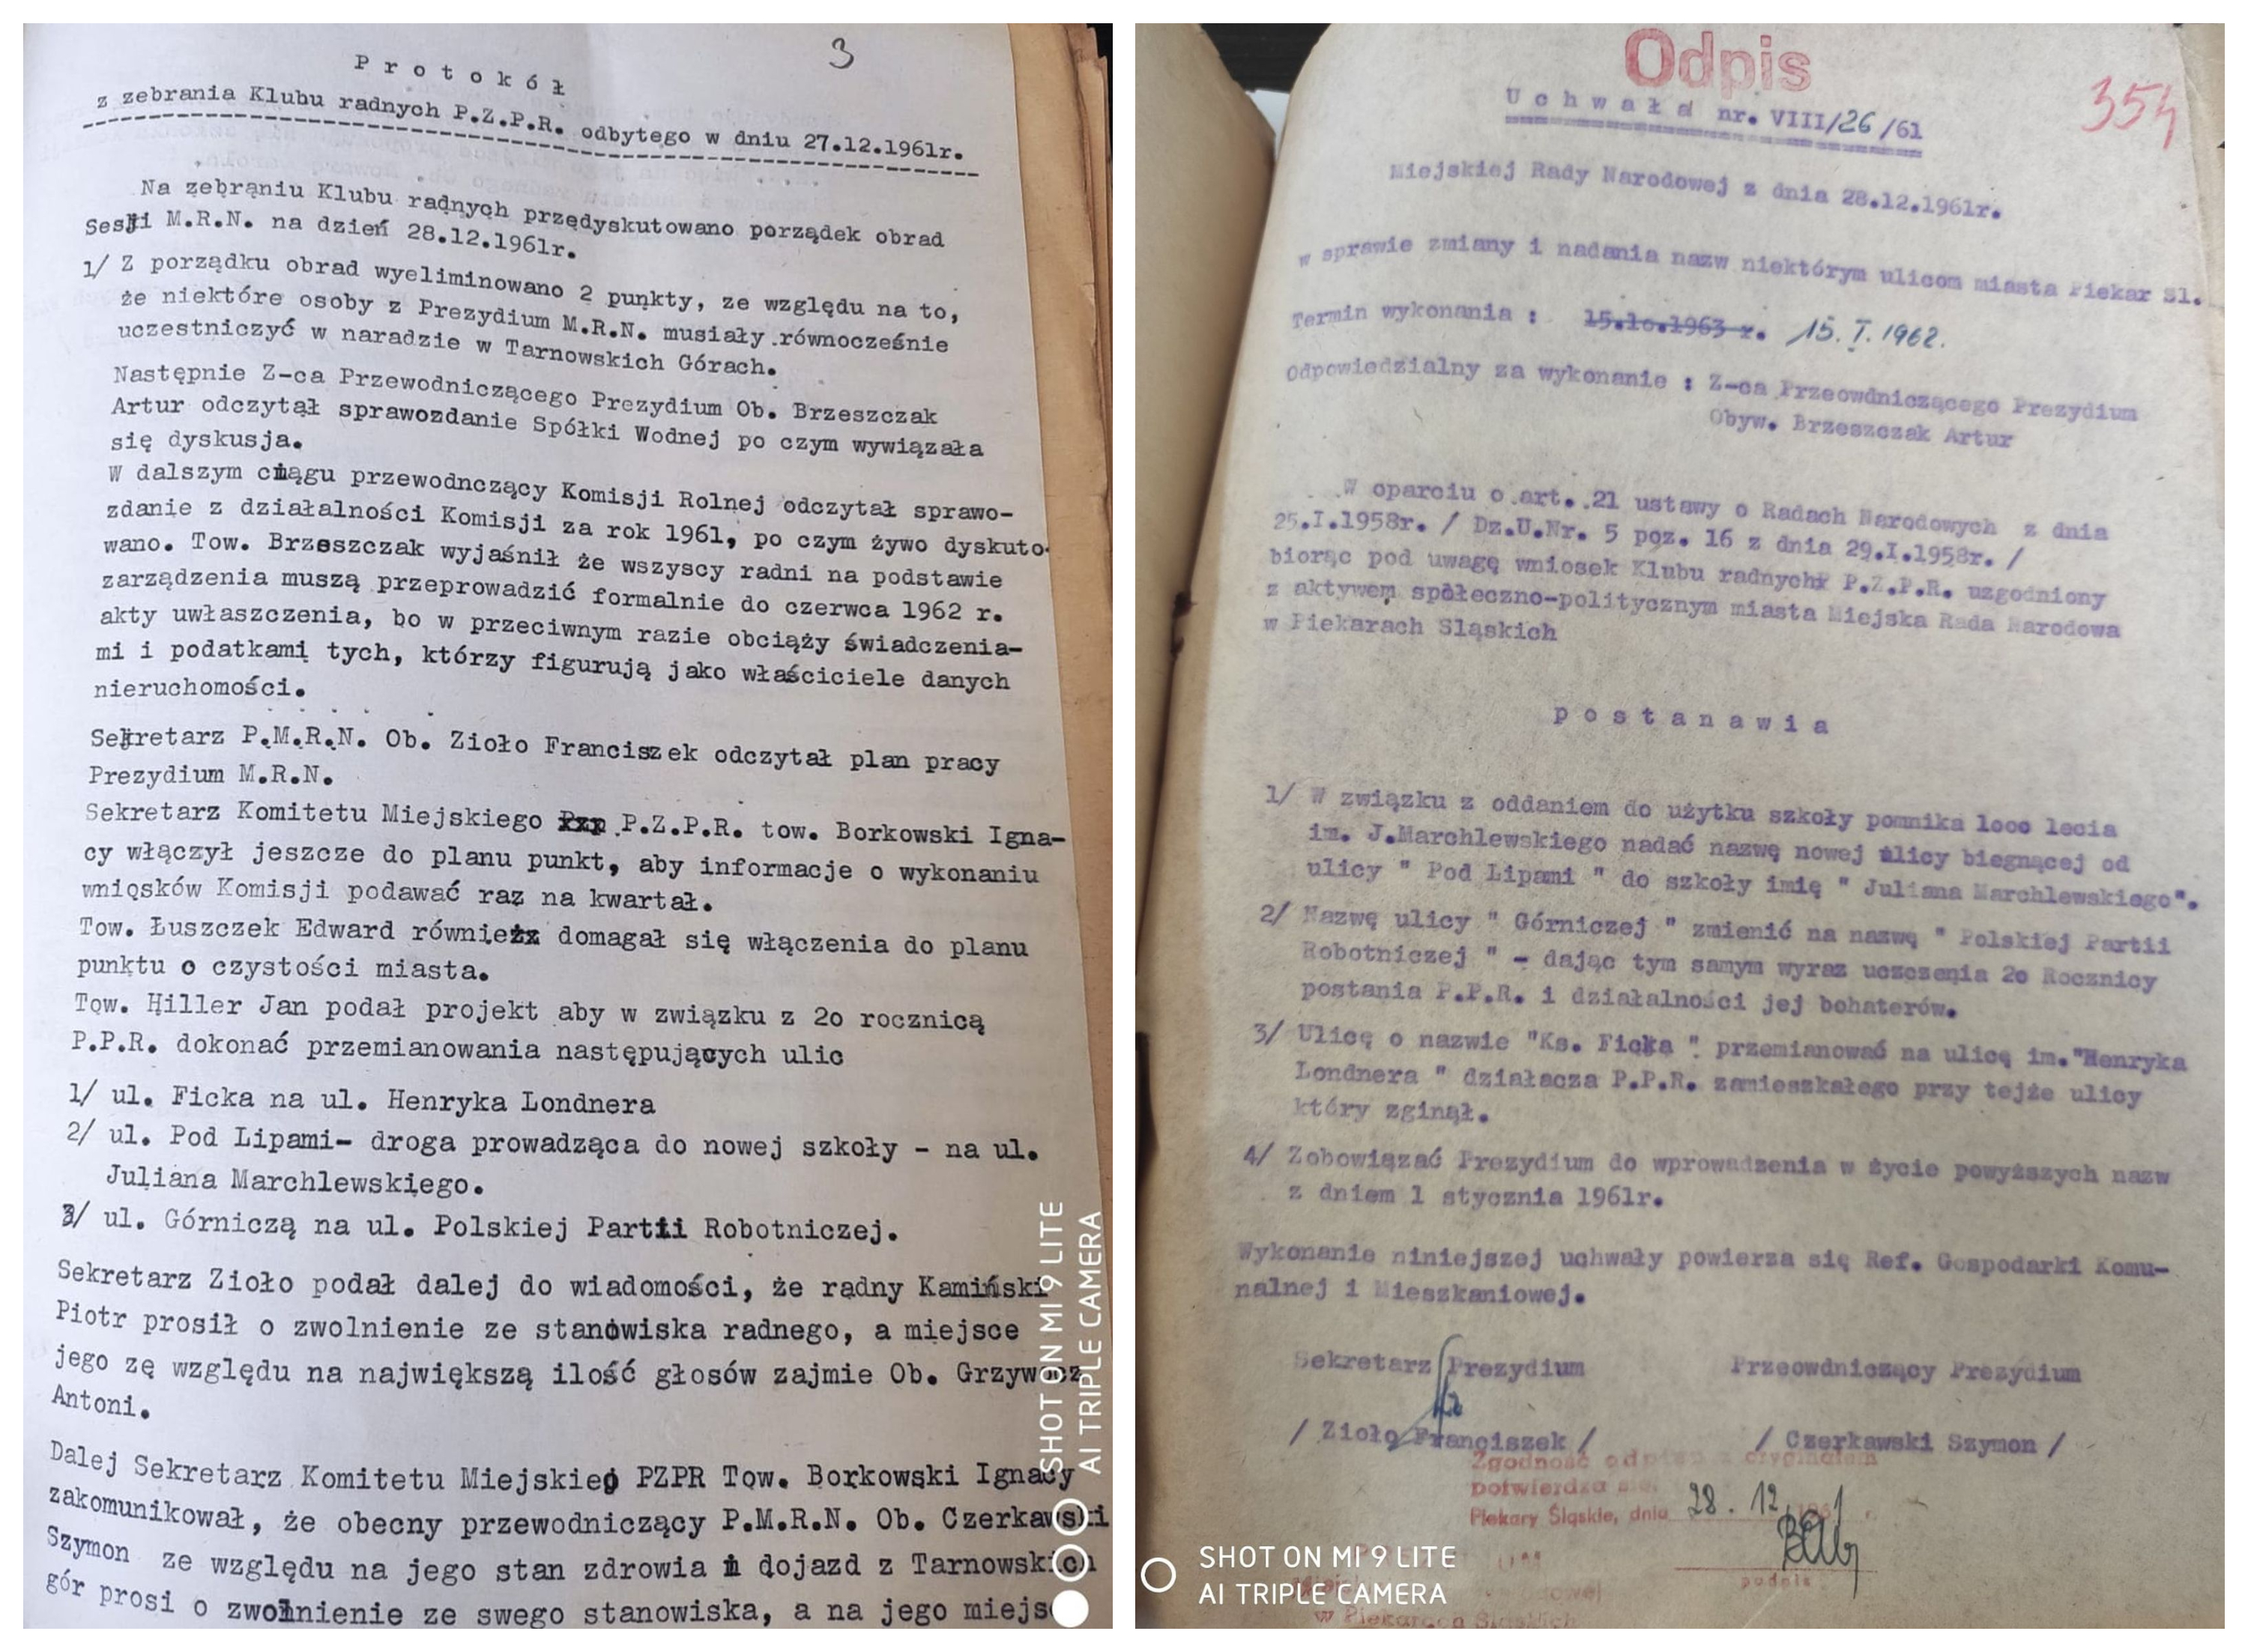 3
Protokół
z zebrania Klubu radnych P.Z.P.R. odbytego w dniu 27.12.1961r.
Na zebraniu Klubu radnych przedyskutowano porządek obrad
Sesji M.R.N. na dzień 28.12.1961r.
1/ Z porządku obrad wyeliminowano 2 punkty, ze względu na to,
że niektóre osoby z Prezydium M.R.N. musiały równocześnie
uczestniczyć w naradzie w Tarnowskich Górach.
Następnie Z-ca Przewodniczącego Prezydium Ob. Brzeszczak
Artur odczytał sprawozdanie Spółki Wodnej po czym wywiązała
się dyskusja.
W dalszym ciągu przewodnczący Komisji Rolnej odczytał sprawo-
zdanie z działalności Komisji za rok 1961, po czym żywo dyskuto-
wano. Tow. Brzeszczak wyjaśnił że wszyscy radni na podstawie
zarządzenia muszą przeprowadzić formalnie do czerwca 1962 r.
akty uwłaszczenia, bo w przeciwnym razie obciąży świadczenia-
mi i podatkami tych, którzy figurują jako właściciele danych
nieruchomości.
Sekretarz P.M.R.N. Ob. Zioło Franciszek odczytał plan pracy
Prezydium M.R.N.
Sekretarz Komitetu Miejskiego Pzp P.Z.P.R. tow. Borkowski Igna-
cy włączył jeszcze do planu punkt, aby informacje o wykonaniu
wniosków Komisji podawać raz na kwartał.
Tow. Łuszczek Edward również domagał się włączenia do planu
punktu o czystości miasta.
Tow. Hiller Jan podał projekt aby w związku z 2o rocznicą
P.P.R. dokonać przemianowania następujących ulic
1/ ul. Ficka na ul. Henryka Londnera
2/ ul. Pod Lipami- droga prowadząca do nowej szkoły - na ul.
Juliana Marchlewskiego.
3/ ul. Górniczą na ul. Polskiej Partii Robotniczej.
Sekretarz Zioło podał dalej do wiadomości, że radny Kamiński
Piotr prosił o zwolnienie ze stanowiska radnego, a miejsce
jego ze względu na największą ilość głosów zajmie Ob. Grzywocz
Antoni.
Dalej Sekretarz Komitetu Miejskieo PZPR Tow. Borkowski Ignacy
zakomunikował, że obecny przewodniczący P.M.R.N. Ob. Czerkawski
Szymon ze względu na jego stan zdrowia i dojazd z Tarnowskich
gór prosi o zwolnienie ze swego stanowiska, a na jego miejs
SHOT ON MI 9 LITE
AI TRIPLE CAMERA
Odpis
354
Uchwała nr. VIII/26/61
Miejskiej Rady Narodowej z dnia 28.12.1961r.
w sprawie zmiany i nadania nazw niektórym ulicom miasta Piekar Sl.
Termin wykonania : 15.10.1963 r. 15.I.1962.
Odpowiedzialny za wykonanie : Z-ca Przeowdniczącego Prezydium
Obyw. Brzeszczak Artur
W oparciu o art. 21 ustawy o Radach Narodowych z dnia
25.I.1958r. / Dz.U.Nr. 5 poz. 16 z dnia 29.I.1958r. /
biorąc pod uwagę wniosek Klubu radnych P.Z.P.R. uzgodniony
z aktywem społeczno-politycznym miasta Miejska Rada Narodowa
w Piekarach Sląskich
postanawia
1/ W związku z oddaniem do użytku szkoły pomnika looo lecia
im. J.Marchlewskiego nadać nazwę nowej ulicy biegnącej od
ulicy " Pod Lipami " do szkoły imię " Juliana Marchlewskiego".
2/ Nazwę ulicy " Górniczej " zmienić na nazwę " Polskiej Partii
Robotniczej " - dając tym samym wyraz uczczenia 2o Rocznicy
postania P.P.R. i działalności jej bohaterów.
3/ Ulicę o nazwie "Ks. Ficka " przemianować na ulicę im."Henryka
Londnera " działacza P.P.R. zamieszkałego przy tejże ulicy
który zginął.
4/ Zobowiązać Prezydium do wprowadzenia w życie powyższych nazw
z dniem 1 stycznia 1961r.
Wykonanie niniejszej uchwały powierza się Ref. Gospodarki Komu-
nalnej i Mieszkaniowej.
Sekretarz Prezydium Przeowdniczący Prezydium
/ Zioło Franciszek / / Czerkawski Szymon /
Zgodność odpisu z oryginałem
potwierdza się.
Piekary Śląskie, dnia 28. 12. 1961 r.
podpis
w Piekarach Śląskich
SHOT ON MI 9 LITE
AI TRIPLE CAMERA